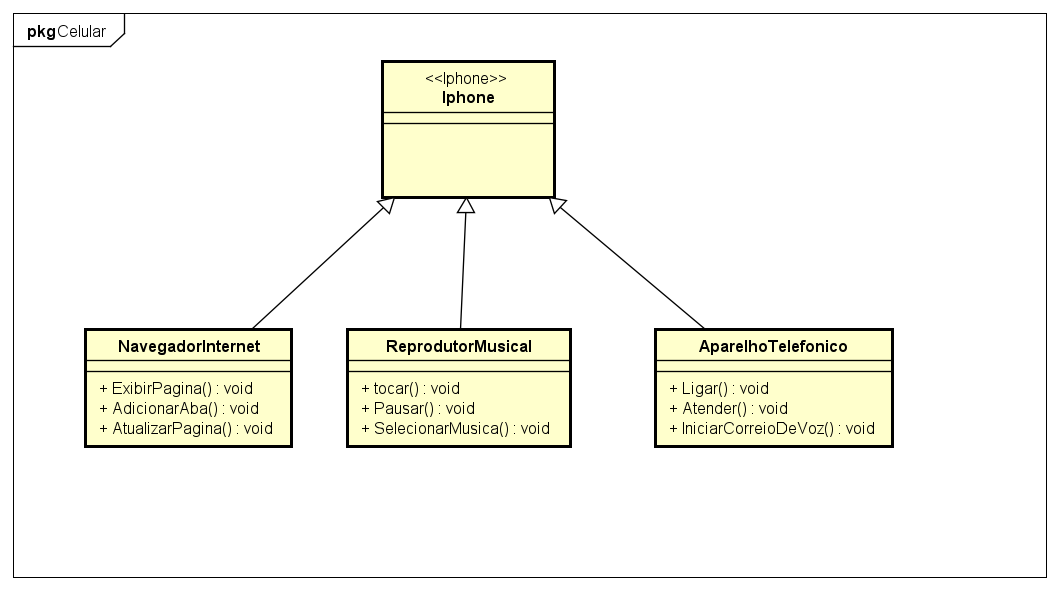 pkg Celular
<<Iphone>>
Iphone
NavegadorInternet
+ ExibirPagina() : void
+ AdicionarAba() : void
+ AtualizarPagina() : void
ReprodutorMusical
+ tocar() : void
+ Pausar() : void
+ SelecionarMusica() : void
AparelhoTelefonico
+ Ligar() : void
+ Atender() : void
+ IniciarCorreioDeVoz() : void